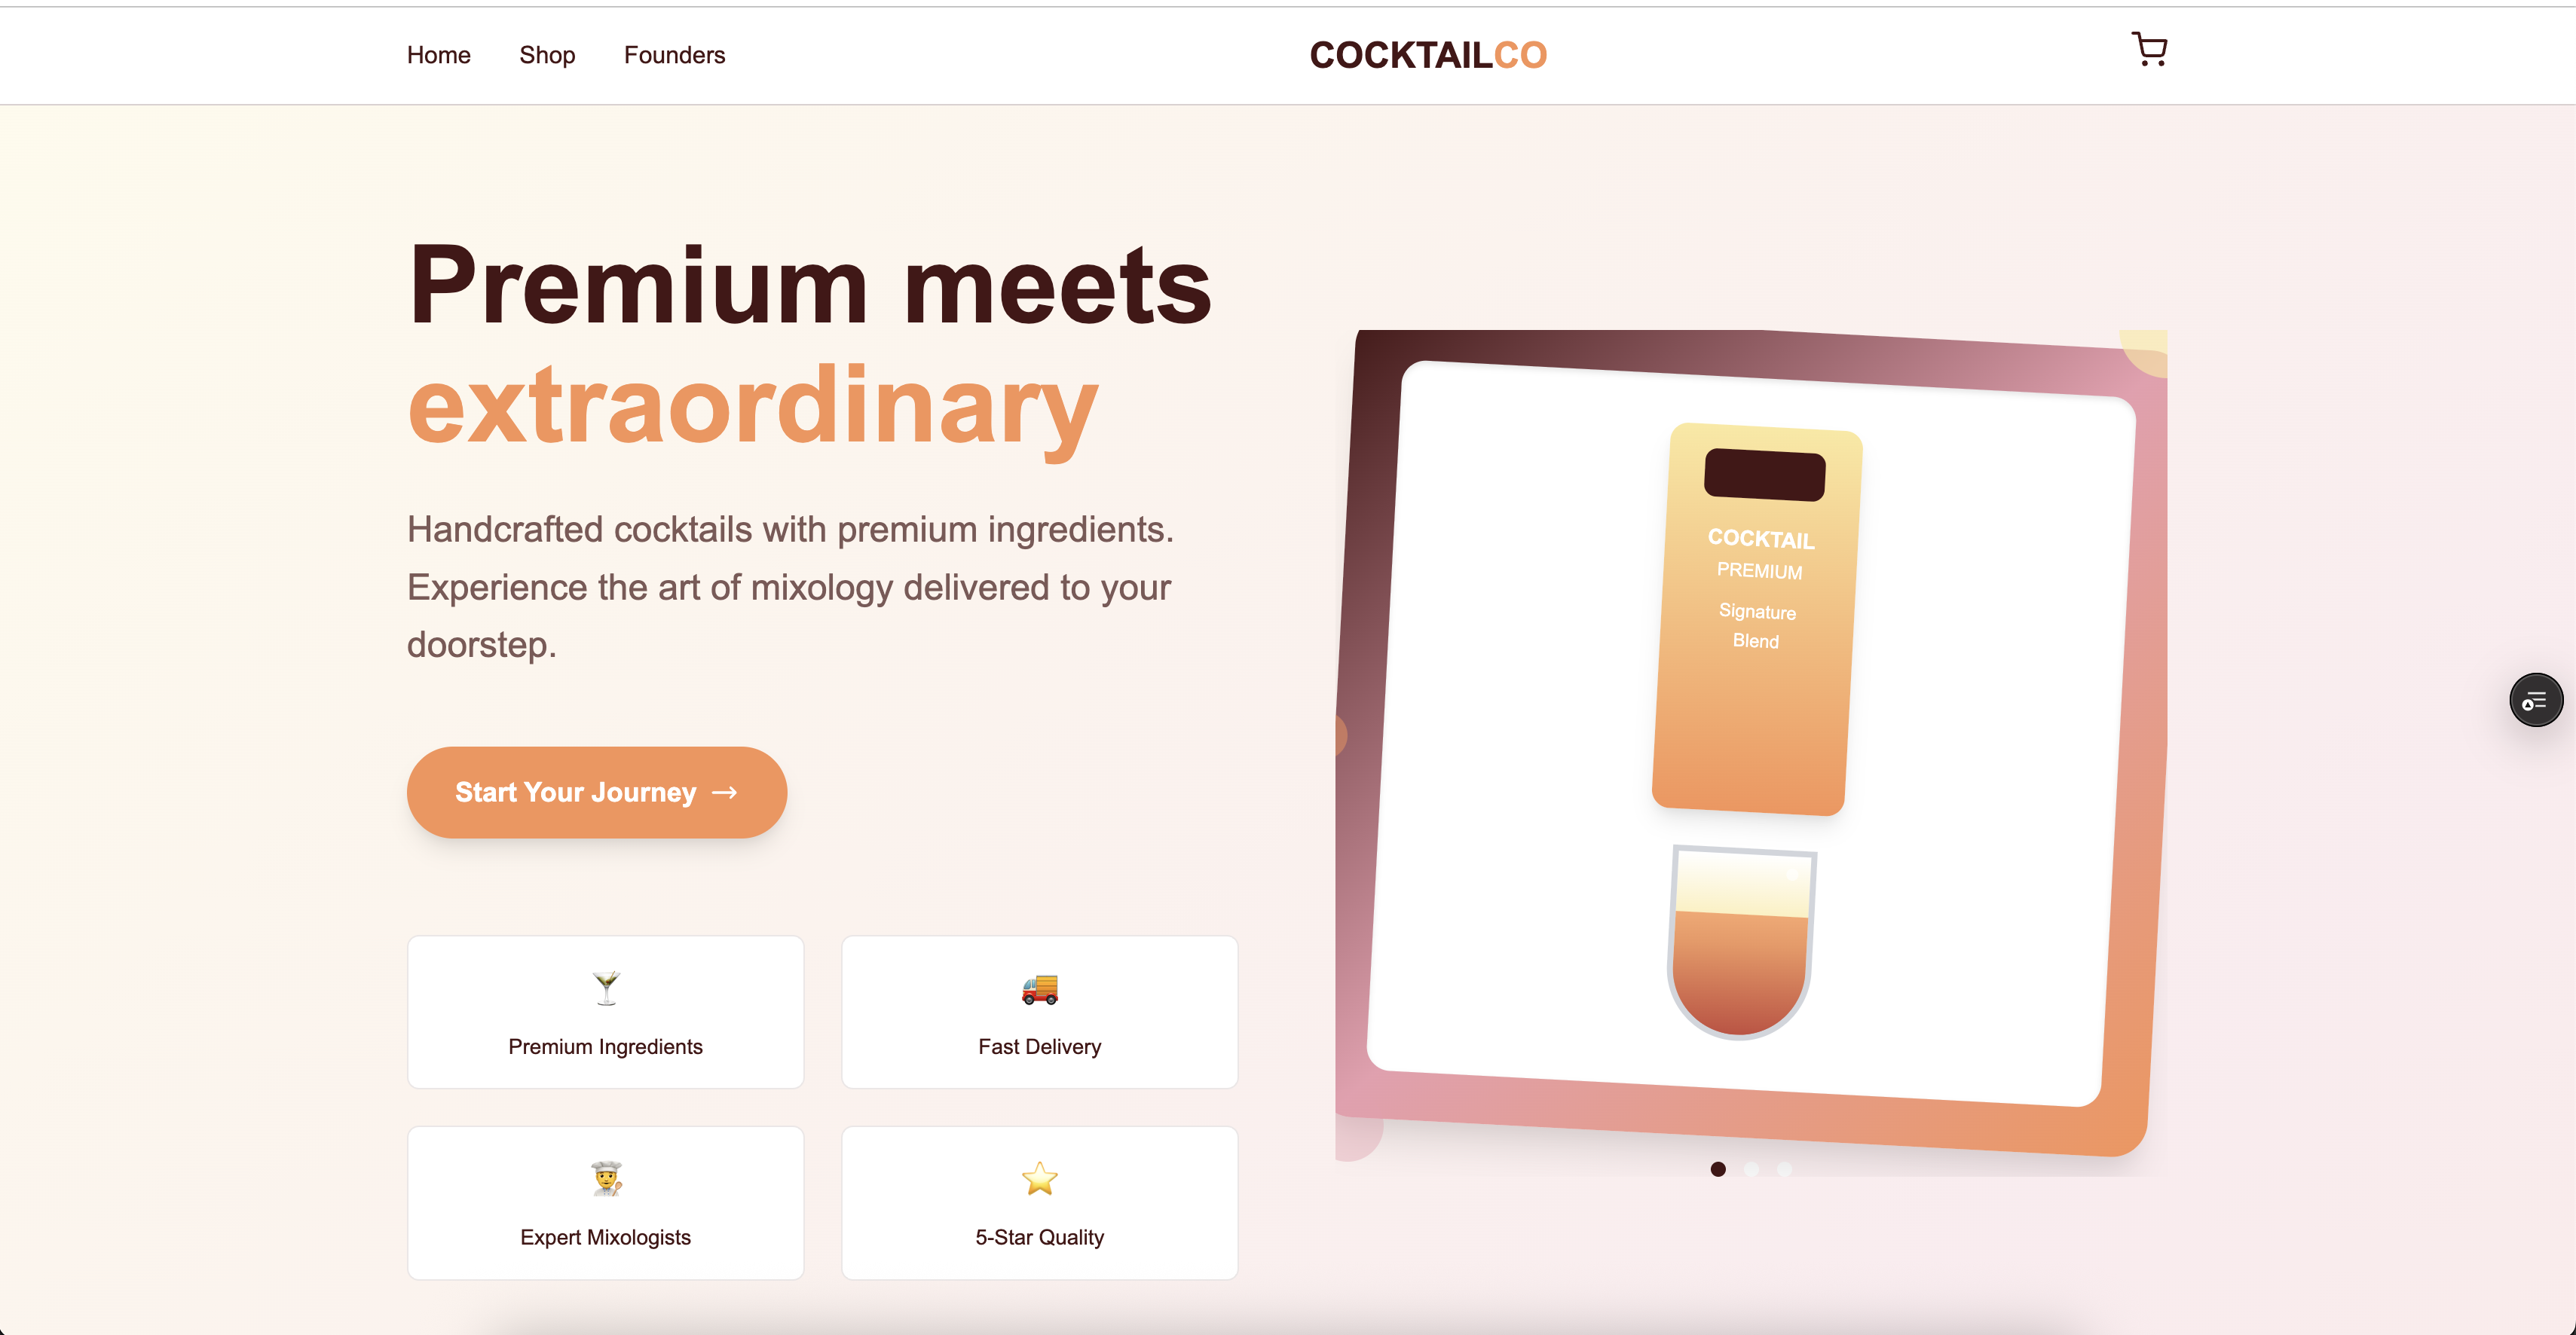 Home Shop Founders COCKTAILCO
Premium meets
extraordinary
Handcrafted cocktails with premium ingredients.
Experience the art of mixology delivered to your
doorstep.
Start Your Journey →
Premium Ingredients
Fast Delivery
Expert Mixologists
5-Star Quality
COCKTAIL
PREMIUM
Signature
Blend